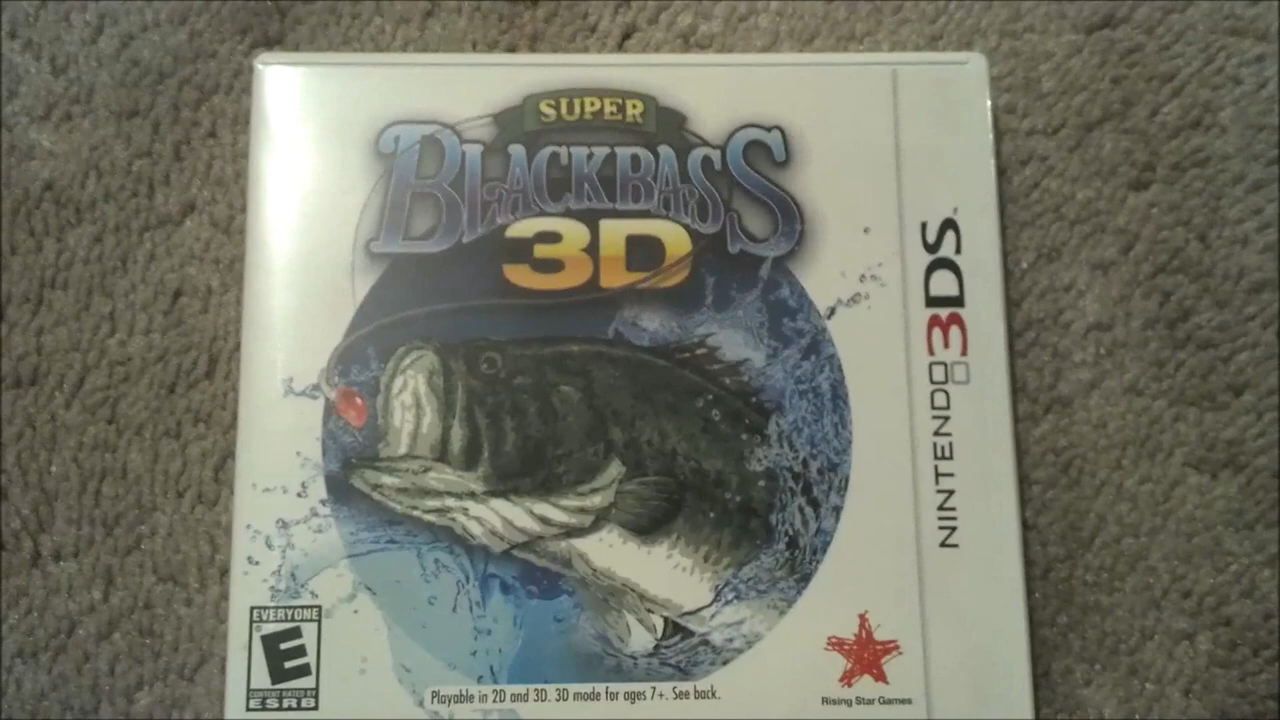 SUPER
BLACKBASS
3D
NINTENDO 3DS™
EVERYONE
E
CONTENT RATED BY
ESRB
Playable in 2D and 3D. 3D mode for ages 7+. See back.
Rising Star Games